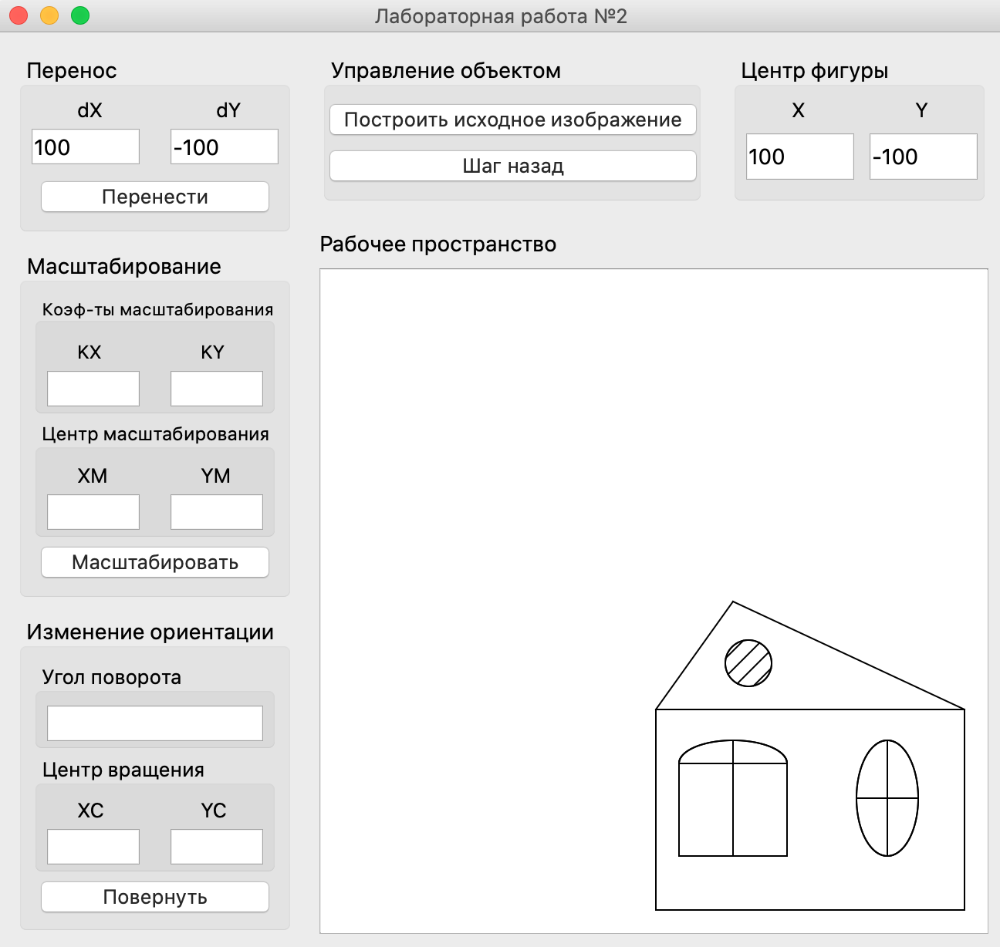 Лабораторная работа №2
Перенос
dX dY
100 -100
Перенести
Управление объектом
Построить исходное изображение
Шаг назад
Центр фигуры
X Y
100 -100
Масштабирование
Коэф-ты масштабирования
KX KY
Центр масштабирования
XM YM
Масштабировать
Изменение ориентации
Угол поворота
Центр вращения
XC YC
Повернуть
Рабочее пространство